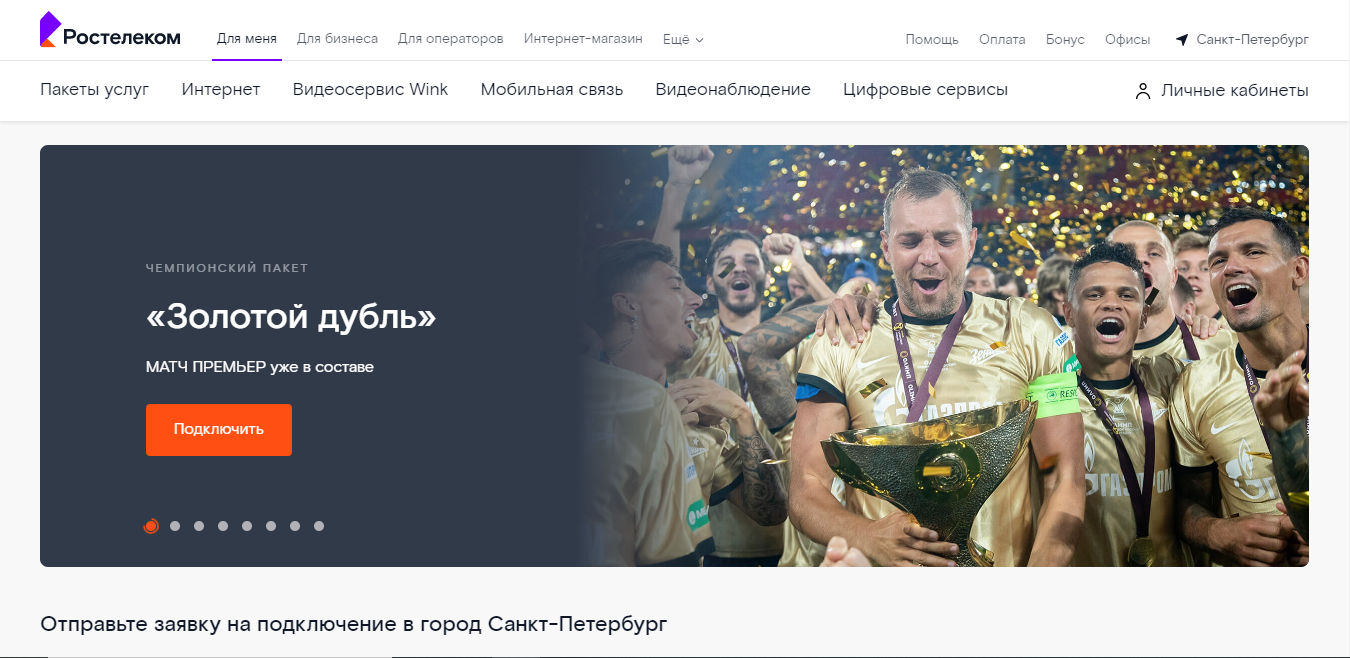 Ростелеком
Для меня
Для бизнеса
Для операторов
Интернет-магазин
Ещё
Помощь
Оплата
Бонус
Офисы
Санкт-Петербург
Пакеты услуг
Интернет
Видеосервис Wink
Мобильная связь
Видеонаблюдение
Цифровые сервисы
Личные кабинеты
ЧЕМПИОНСКИЙ ПАКЕТ
«Золотой дубль»
МАТЧ ПРЕМЬЕР уже в составе
Подключить
Отправьте заявку на подключение в город Санкт-Петербург